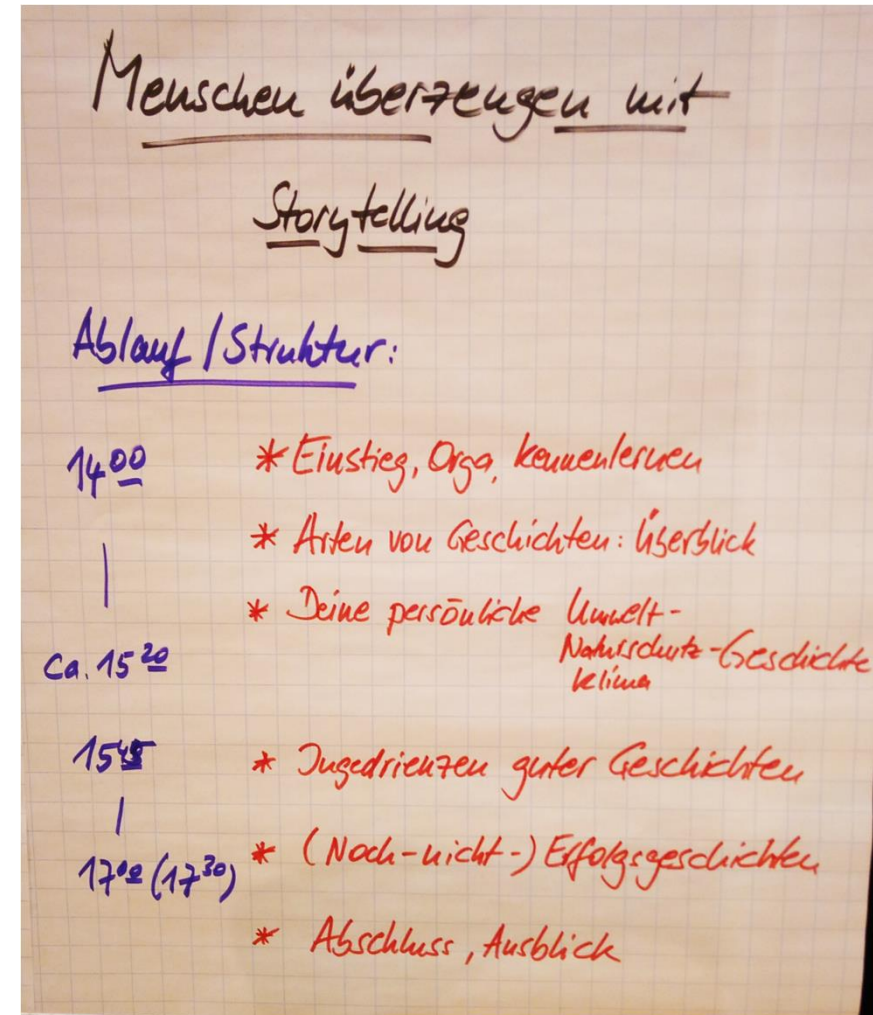 Menschen überzeugen mit
Storytelling
Ablauf / Struktur:
14⁰⁰ * Einstieg, Orga, kennenlernen
* Arten von Geschichten: Überblick
* Deine persönliche Umwelt-
Naturschutz-Geschichte
Ca. 15²⁰ Klima
15⁴⁵ * Ingedrienzen guter Geschichten
* (Noch-nicht-) Erfolgsgeschichten
17⁰⁰ (17³⁰)
* Abschluss, Ausblick